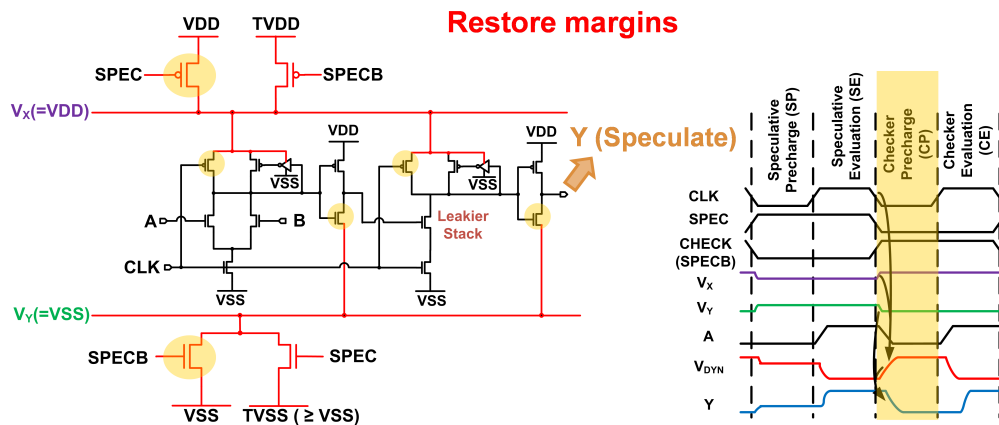 Restore margins
VDD
TVDD
SPEC
SPECB
VX(=VDD)
VDD
VDD
Y (Speculate)
VSS
VSS
A
B
Leakier
Stack
CLK
VSS
VSS
VY(=VSS)
SPECB
SPEC
VSS
TVSS ( ≥ VSS)
Speculative
Precharge (SP)
Speculative
Evaluation (SE)
Checker
Precharge
(CP)
Checker
Evaluation
(CE)
CLK
SPEC
CHECK
(SPECB)
VX
VY
A
VDYN
Y